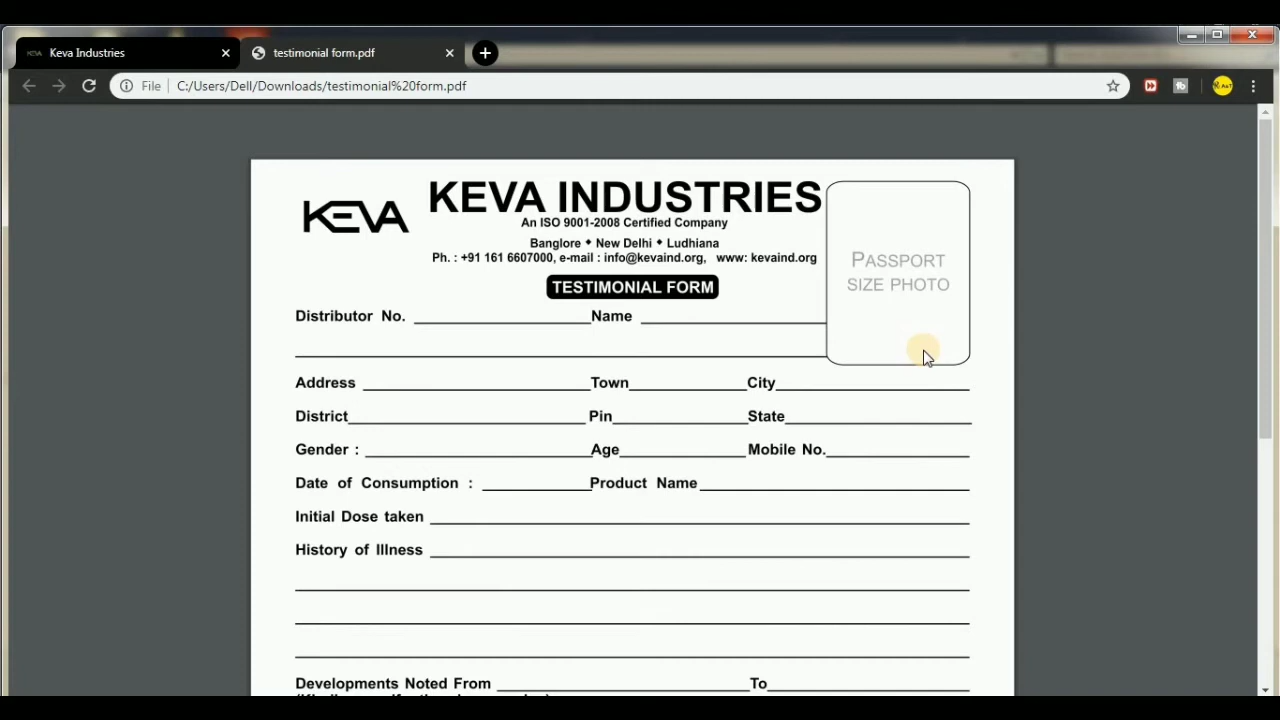 Keva Industries
testimonial form.pdf
File
C:/Users/Dell/Downloads/testimonial%20form.pdf
KEVA
KEVA INDUSTRIES
An ISO 9001-2008 Certified Company
Banglore • New Delhi • Ludhiana
Ph. : +91 161 6607000, e-mail : info@kevaind.org, www: kevaind.org
PASSPORT
SIZE PHOTO
TESTIMONIAL FORM
Distributor No. Name
Address Town City
District Pin State
Gender : Age Mobile No.
Date of Consumption : Product Name
Initial Dose taken
History of Illness
Developments Noted From To